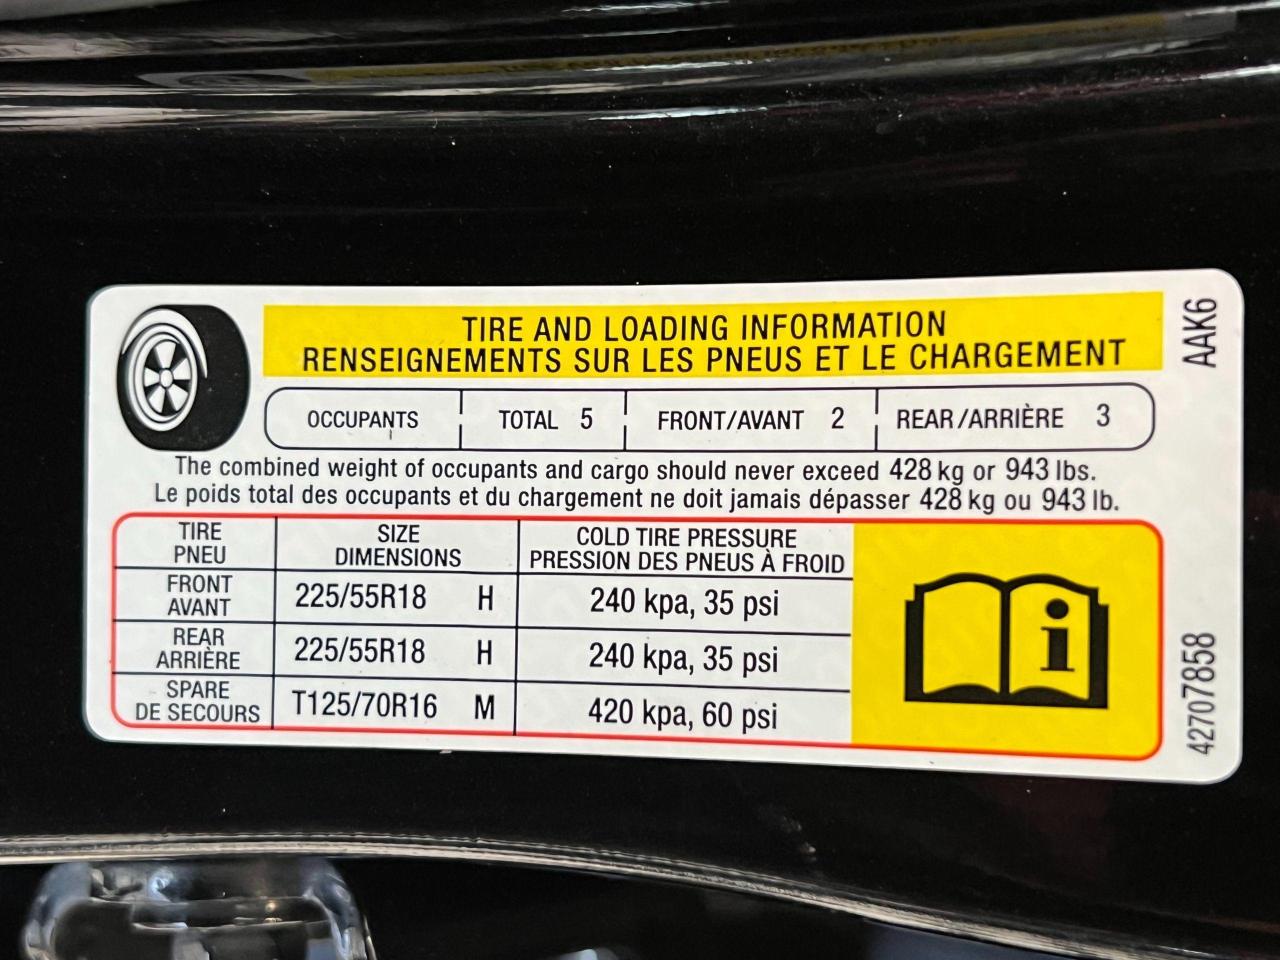 TIRE AND LOADING INFORMATION
RENSEIGNEMENTS SUR LES PNEUS ET LE CHARGEMENT
AAK6
OCCUPANTS TOTAL 5 FRONT/AVANT 2 REAR/ARRIÈRE 3
The combined weight of occupants and cargo should never exceed 428 kg or 943 lbs.
Le poids total des occupants et du chargement ne doit jamais dépasser 428 kg ou 943 lb.
TIRE SIZE COLD TIRE PRESSURE
PNEU DIMENSIONS PRESSION DES PNEUS À FROID
FRONT
AVANT 225/55R18 H 240 kpa, 35 psi
REAR
ARRIÈRE 225/55R18 H 240 kpa, 35 psi
SPARE
DE SECOURS T125/70R16 M 420 kpa, 60 psi
i
42707858